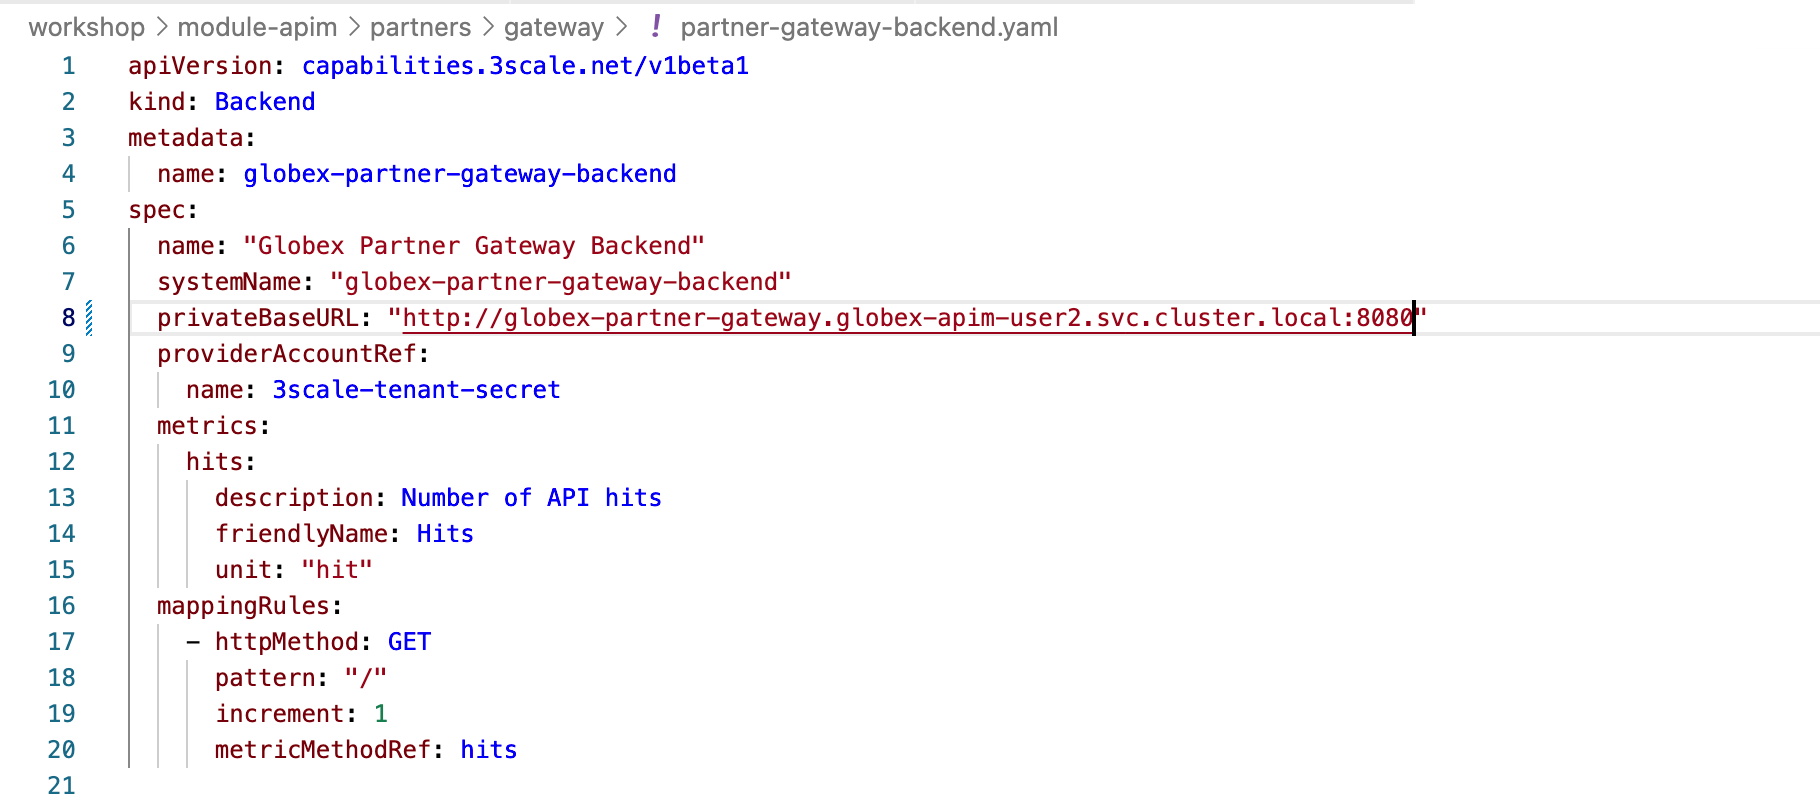 workshop > module-apim > partners > gateway > ! partner-gateway-backend.yaml
1 apiVersion: capabilities.3scale.net/v1beta1
2 kind: Backend
3 metadata:
4   name: globex-partner-gateway-backend
5 spec:
6   name: "Globex Partner Gateway Backend"
7   systemName: "globex-partner-gateway-backend"
8   privateBaseURL: "http://globex-partner-gateway.globex-apim-user2.svc.cluster.local:8080"
9   providerAccountRef:
10     name: 3scale-tenant-secret
11   metrics:
12     hits:
13       description: Number of API hits
14       friendlyName: Hits
15       unit: "hit"
16   mappingRules:
17     - httpMethod: GET
18       pattern: "/"
19       increment: 1
20       metricMethodRef: hits
21